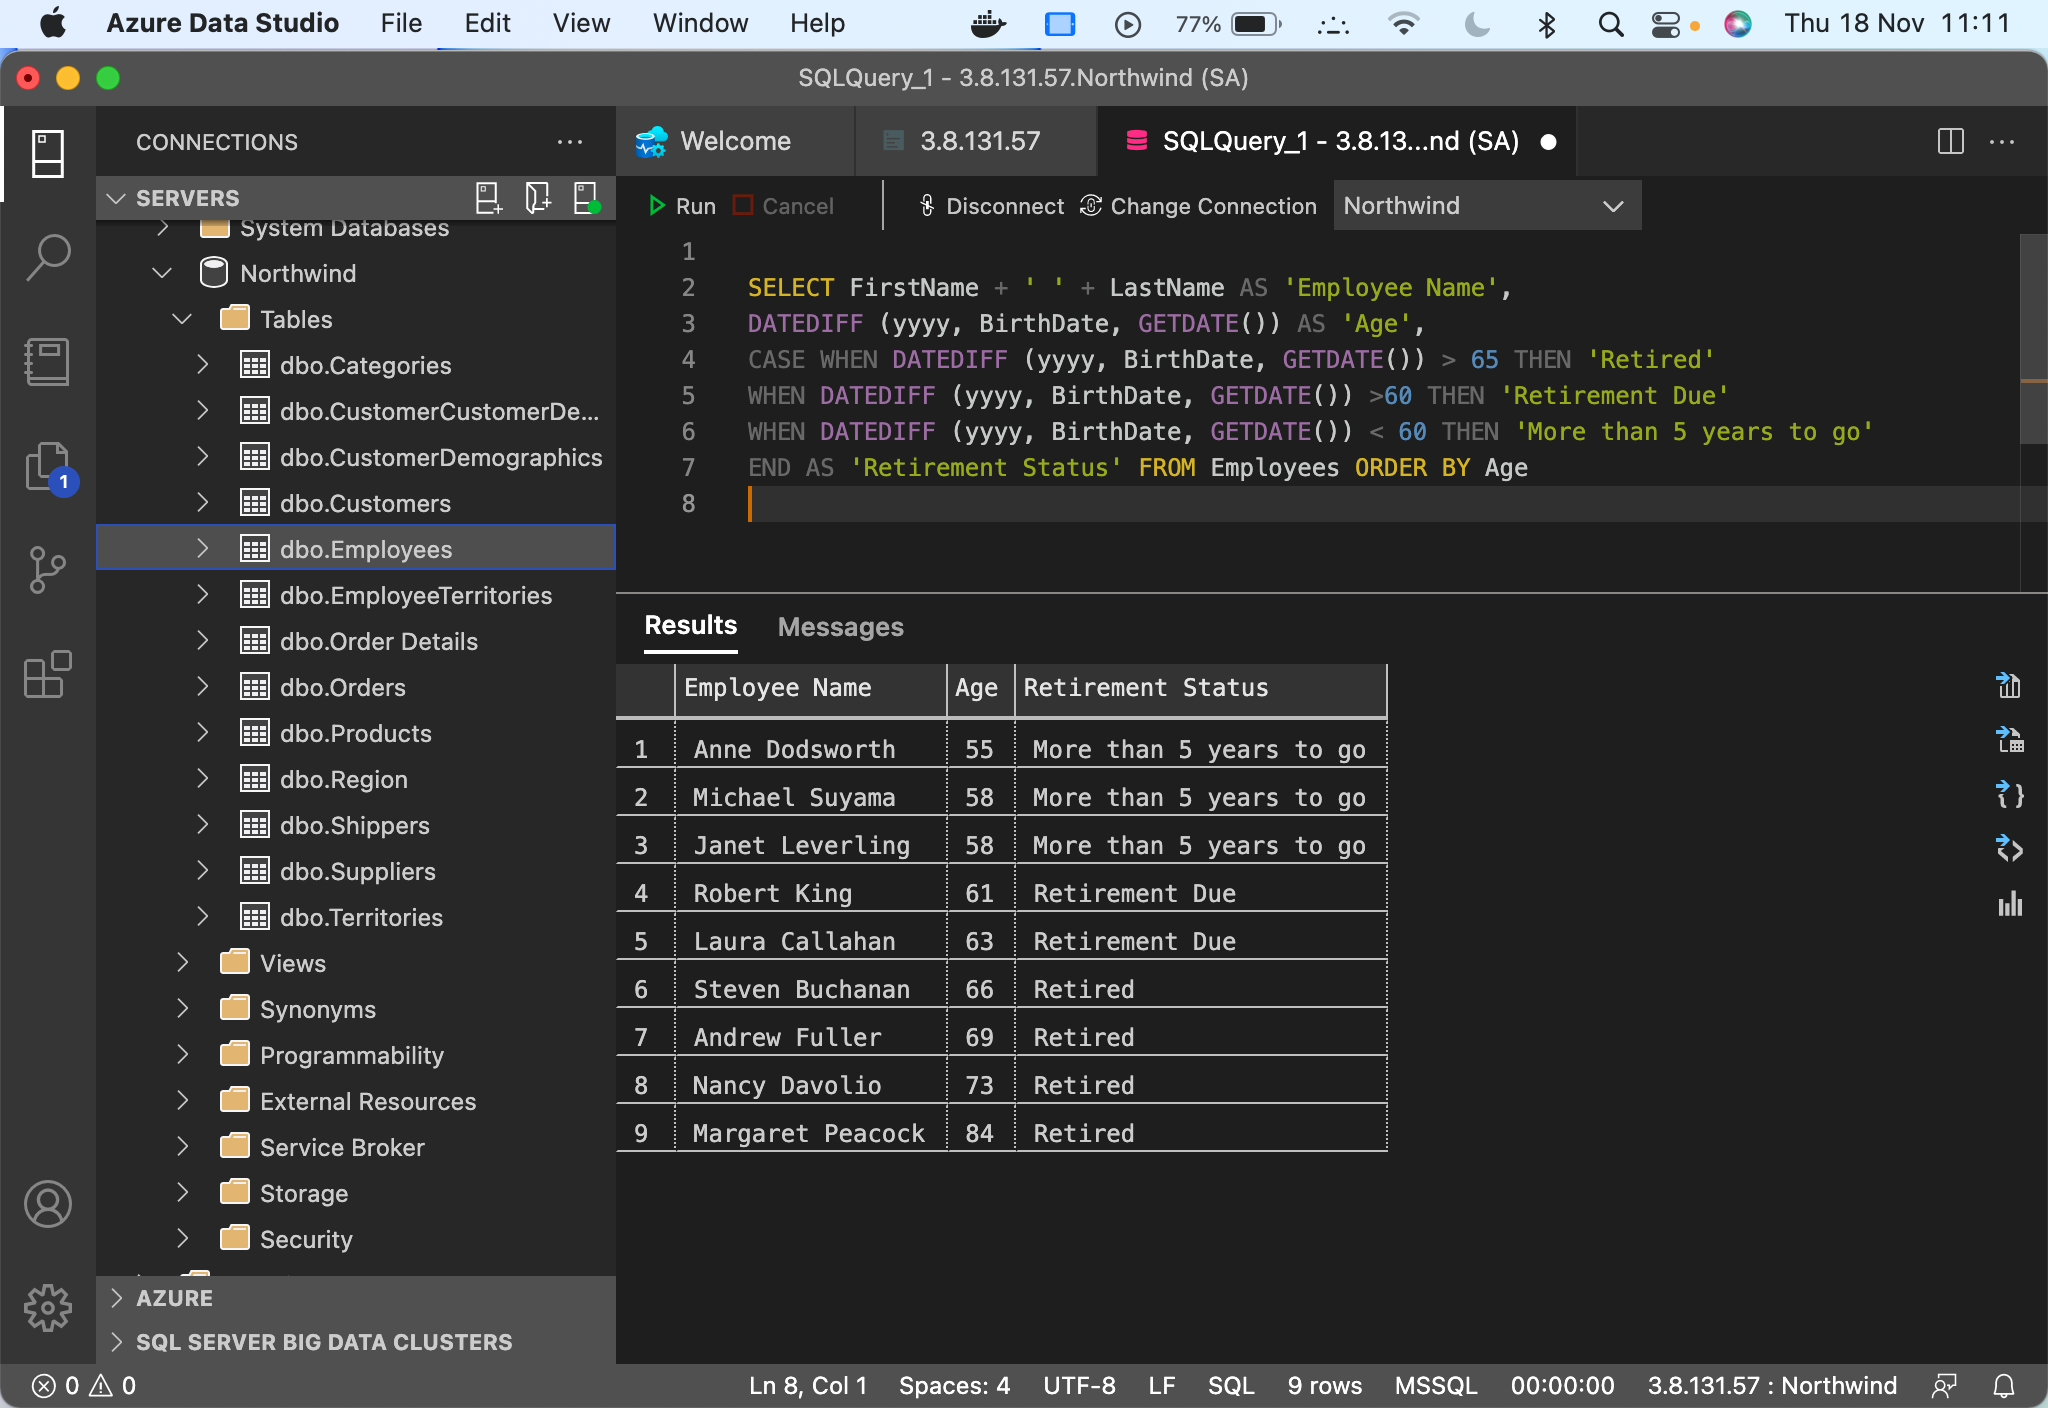 Azure Data Studio File Edit View Window Help 77% Thu 18 Nov 11:11
SQLQuery_1 - 3.8.131.57.Northwind (SA)
CONNECTIONS
SERVERS
System Databases
Northwind
Tables
dbo.Categories
dbo.CustomerCustomerDe...
dbo.CustomerDemographics
dbo.Customers
dbo.Employees
dbo.EmployeeTerritories
dbo.Order Details
dbo.Orders
dbo.Products
dbo.Region
dbo.Shippers
dbo.Suppliers
dbo.Territories
Views
Synonyms
Programmability
External Resources
Service Broker
Storage
Security
AZURE
SQL SERVER BIG DATA CLUSTERS
1
Welcome 3.8.131.57 SQLQuery_1 - 3.8.13...nd (SA)
Run Cancel Disconnect Change Connection Northwind
1
2 SELECT FirstName + ' ' + LastName AS 'Employee Name',
3 DATEDIFF (yyyy, BirthDate, GETDATE()) AS 'Age',
4 CASE WHEN DATEDIFF (yyyy, BirthDate, GETDATE()) > 65 THEN 'Retired'
5 WHEN DATEDIFF (yyyy, BirthDate, GETDATE()) >60 THEN 'Retirement Due'
6 WHEN DATEDIFF (yyyy, BirthDate, GETDATE()) < 60 THEN 'More than 5 years to go'
7 END AS 'Retirement Status' FROM Employees ORDER BY Age
8
Results Messages
Employee Name Age Retirement Status
1 Anne Dodsworth 55 More than 5 years to go
2 Michael Suyama 58 More than 5 years to go
3 Janet Leverling 58 More than 5 years to go
4 Robert King 61 Retirement Due
5 Laura Callahan 63 Retirement Due
6 Steven Buchanan 66 Retired
7 Andrew Fuller 69 Retired
8 Nancy Davolio 73 Retired
9 Margaret Peacock 84 Retired
0 0 Ln 8, Col 1 Spaces: 4 UTF-8 LF SQL 9 rows MSSQL 00:00:00 3.8.131.57 : Northwind